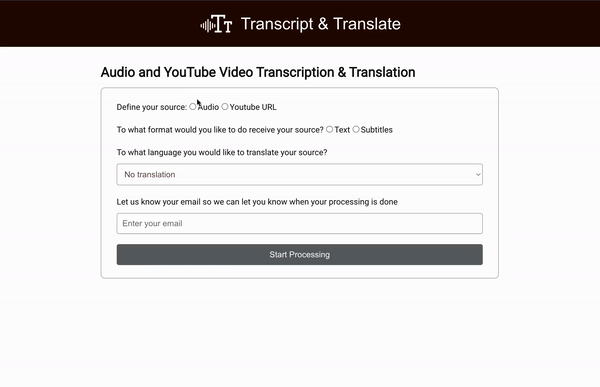 Tт Transcript & Translate
Audio and YouTube Video Transcription & Translation
Define your source: Audio Youtube URL
To what format would you like to do receive your source? Text Subtitles
To what language you would like to translate your source?
No translation
Let us know your email so we can let you know when your processing is done
Enter your email
Start Processing